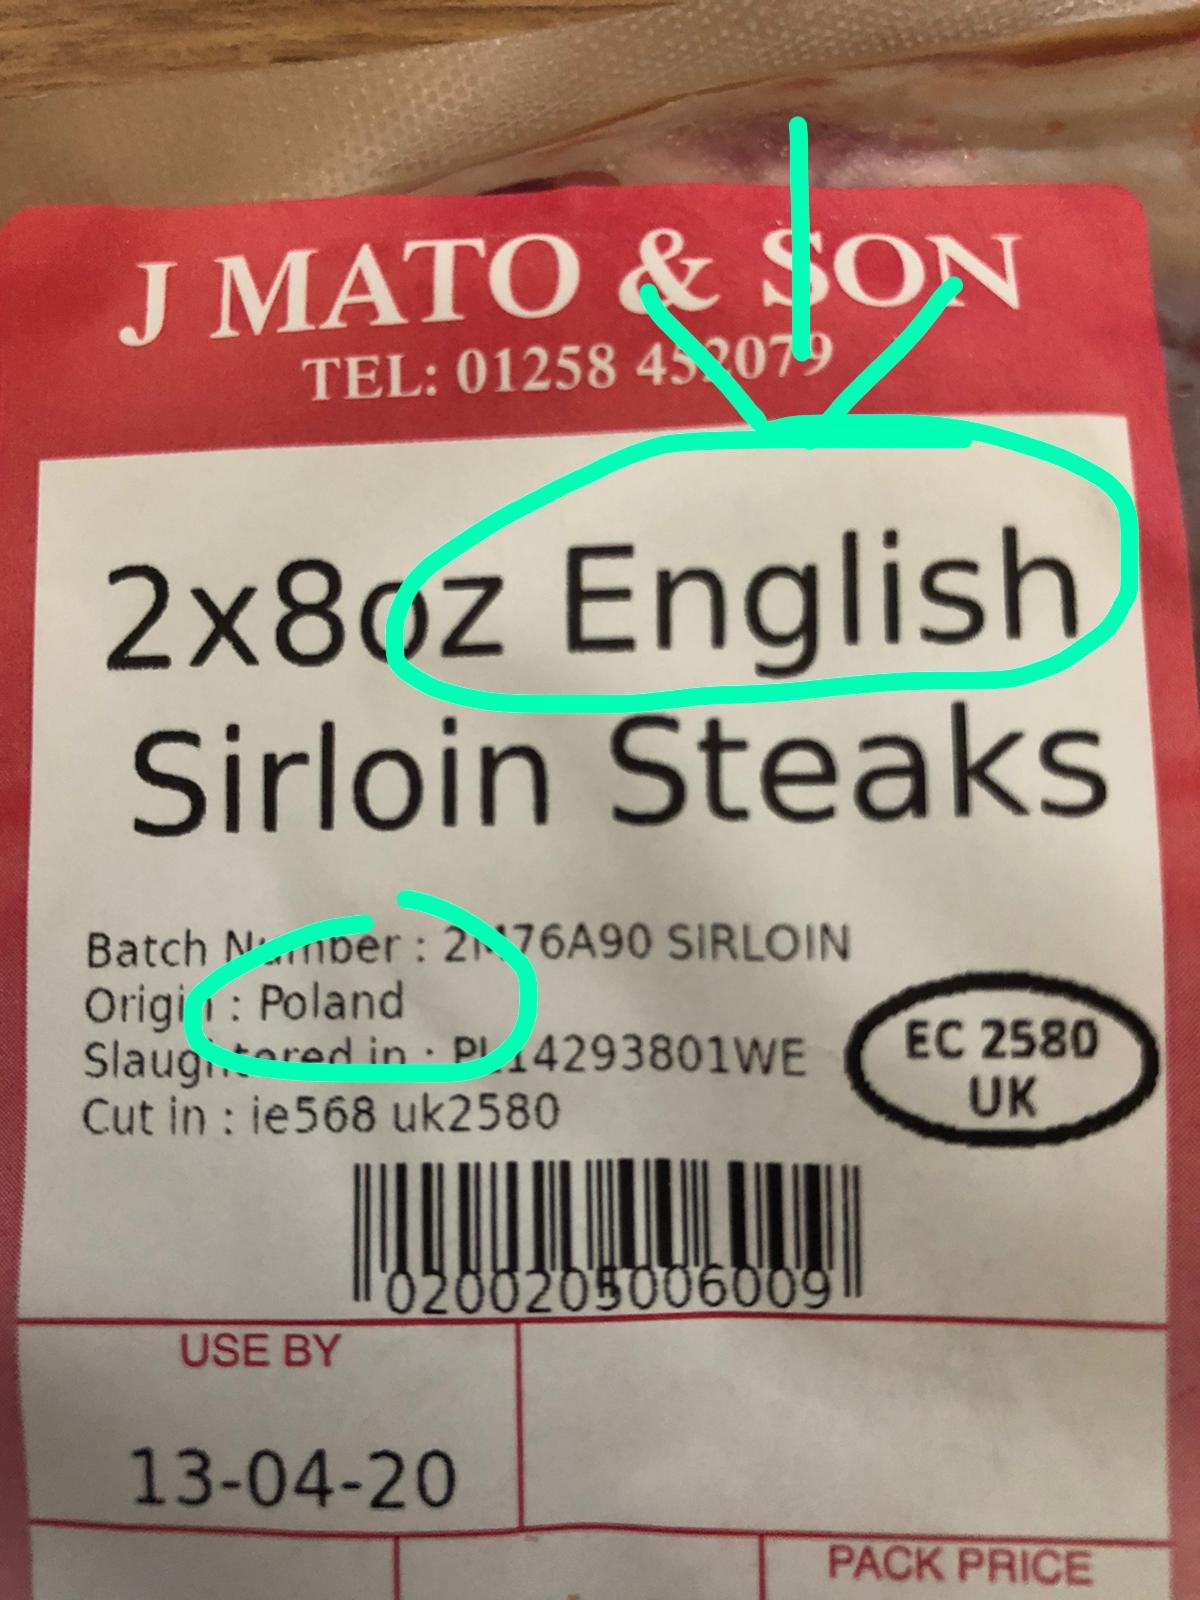 J MATO & SON
TEL: 01258 452079
2x8oz English
Sirloin Steaks
Batch Number : 2M76A90 SIRLOIN
Origin : Poland
Slaughtered in : PL14293801WE
Cut in : ie568 uk2580
EC 2580
UK
0200205006009
USE BY
13-04-20
PACK PRICE